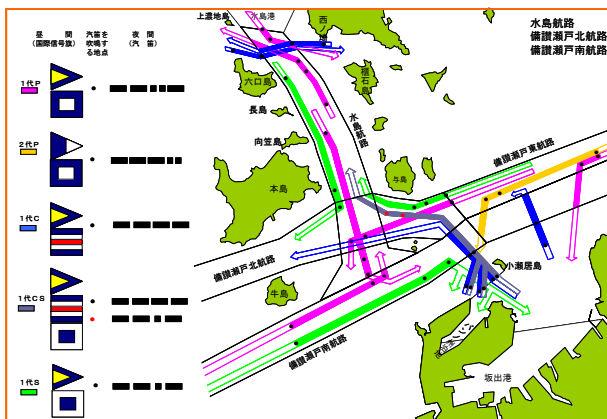 水島航路
備讃瀬戸北航路
備讃瀬戸南航路
昼　間
(国際信号旗)
汽笛を
吹鳴す
る地点
夜　間
(汽 笛)
1代P
2代P
1代C
1代CS
1代S
上濃地島
水島港
西ノ
六口島
長島
向笠島
本島
牛島
水島航路
与島
備讃瀬戸東航路
備讃瀬戸北航路
備讃瀬戸南航路
小瀬居島
坂出港